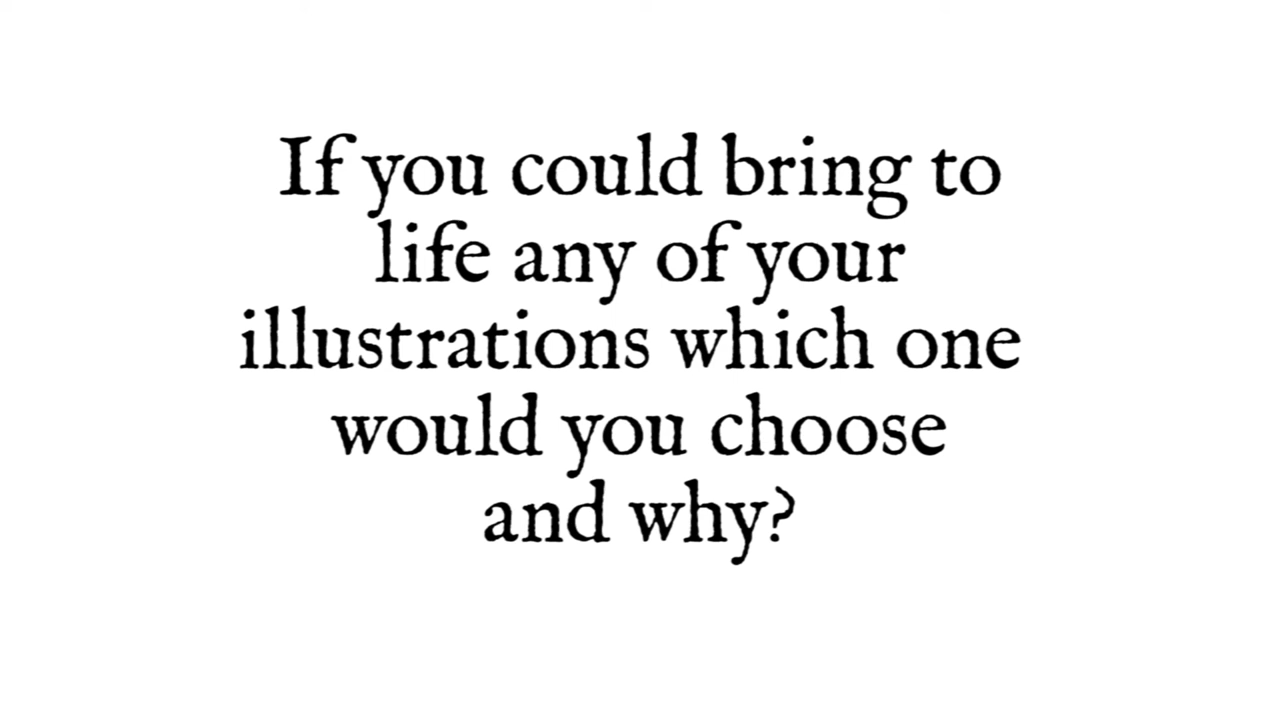 If you could bring to
life any of your
illustrations which one
would you choose
and why?